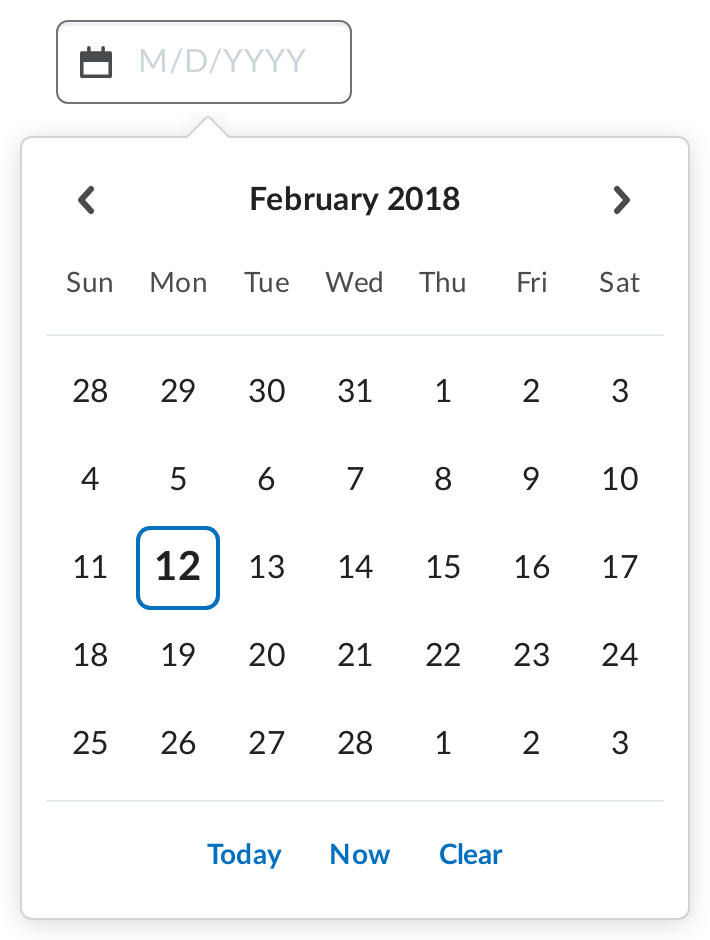 M/D/YYYY
February 2018
Sun Mon Tue Wed Thu Fri Sat
28 29 30 31 1 2 3
4 5 6 7 8 9 10
11 12 13 14 15 16 17
18 19 20 21 22 23 24
25 26 27 28 1 2 3
Today Now Clear